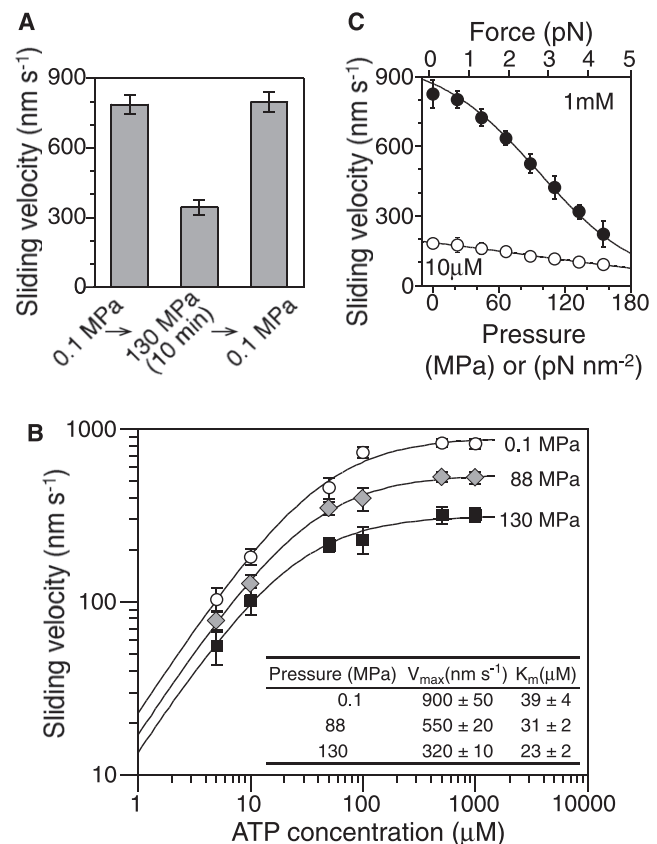 A
Sliding velocity (nm s-1)
900
600
300
0
0.1 MPa
→
130 MPa
(10 min)
→
0.1 MPa
C
Force (pN)
0 1 2 3 4 5
Sliding velocity (nm s-1)
900
600
300
0
1mM
10μM
0 60 120 180
Pressure
(MPa) or (pN nm-2)
B
Sliding velocity (nm s-1)
1000
100
10
0.1 MPa
88 MPa
130 MPa
Pressure (MPa) Vmax(nm s-1) Km(μM)
0.1 900 ± 50 39 ± 4
88 550 ± 20 31 ± 2
130 320 ± 10 23 ± 2
1 10 100 1000 10000
ATP concentration (μM)